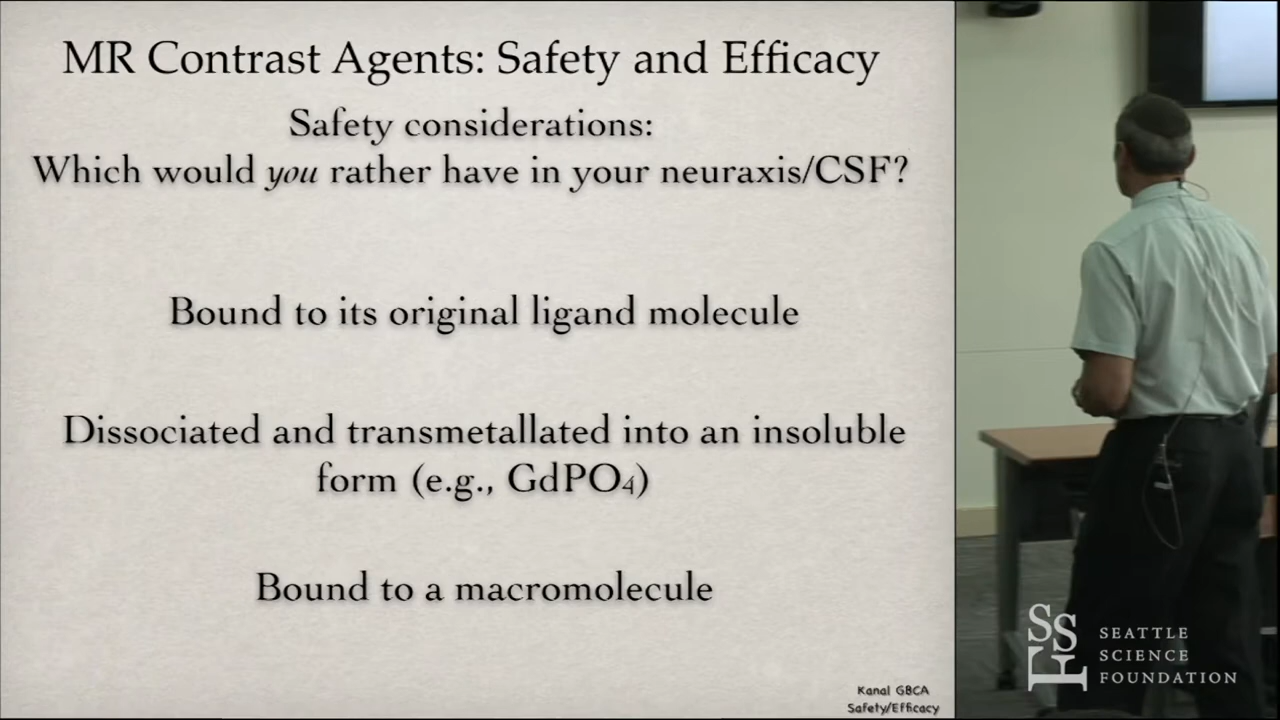 MR Contrast Agents: Safety and Efficacy
Safety considerations:
Which would you rather have in your neuraxis/CSF?
Bound to its original ligand molecule
Dissociated and transmetallated into an insoluble
form (e.g., GdPO4)
Bound to a macromolecule
Kanal GBCA
Safety/Efficacy
SSF
SEATTLE
SCIENCE
FOUNDATION